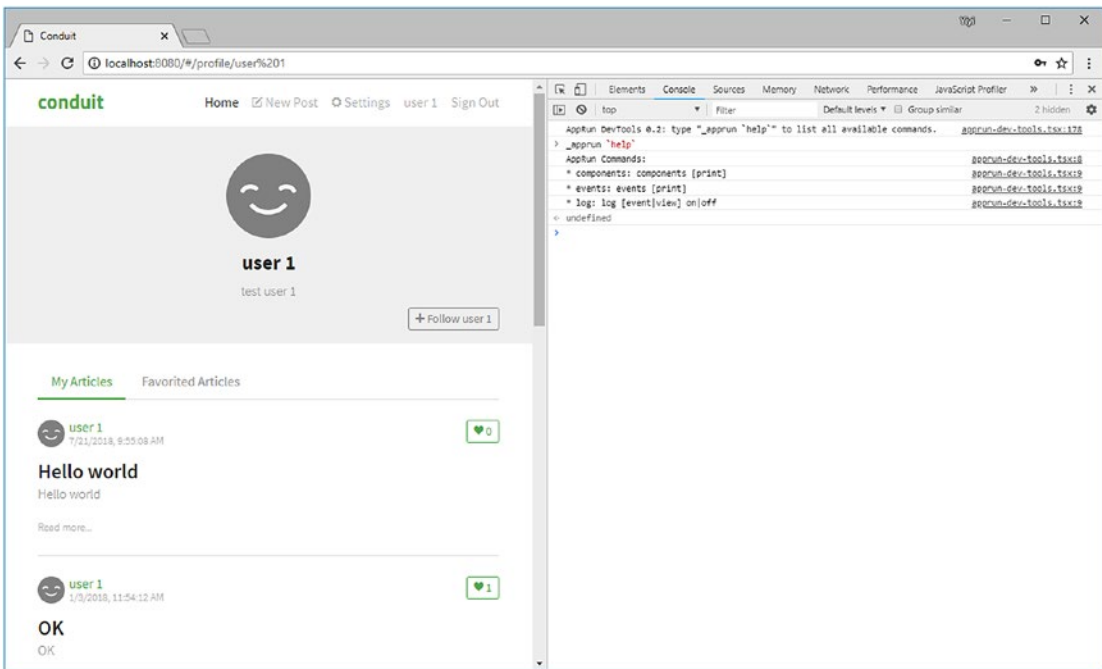 Conduit
localhost:8080/#/profile/user%201
conduit
Home New Post Settings user 1 Sign Out
user 1
test user 1
Follow user 1
My Articles Favorited Articles
user 1
7/21/2018, 9:55:08 AM
0
Hello world
Hello world
Read more...
user 1
1/3/2018, 11:54:12 AM
1
OK
OK
Elements Console Sources Memory Network Performance JavaScript Profiler »
top Filter Default levels Group similar 2 hidden
AppRun DevTools 0.2: type "_apprun `help`" to list all available commands. apprun-dev-tools.tsx:178
> _apprun `help`
AppRun Commands: apprun-dev-tools.tsx:8
* components: components [print] apprun-dev-tools.tsx:9
* events: events [print] apprun-dev-tools.tsx:9
* log: log [event|view] on|off apprun-dev-tools.tsx:9
undefined
>